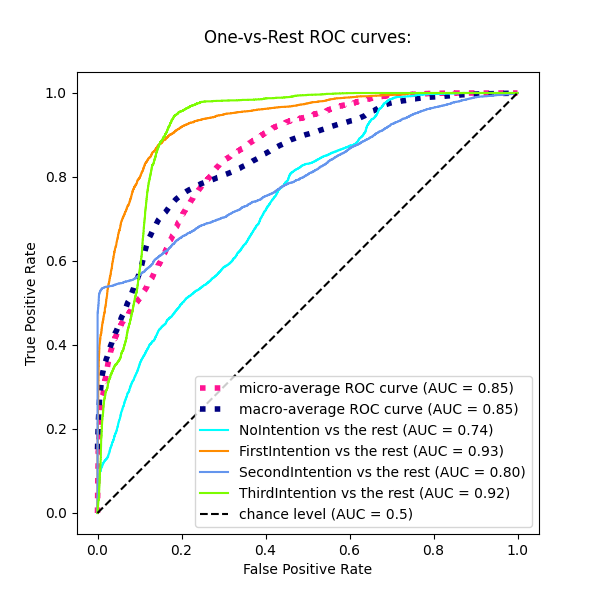 One-vs-Rest ROC curves:
True Positive Rate
1.0
0.8
0.6
0.4
0.2
0.0
micro-average ROC curve (AUC = 0.85)
macro-average ROC curve (AUC = 0.85)
NoIntention vs the rest (AUC = 0.74)
FirstIntention vs the rest (AUC = 0.93)
SecondIntention vs the rest (AUC = 0.80)
ThirdIntention vs the rest (AUC = 0.92)
chance level (AUC = 0.5)
0.0 0.2 0.4 0.6 0.8 1.0
False Positive Rate